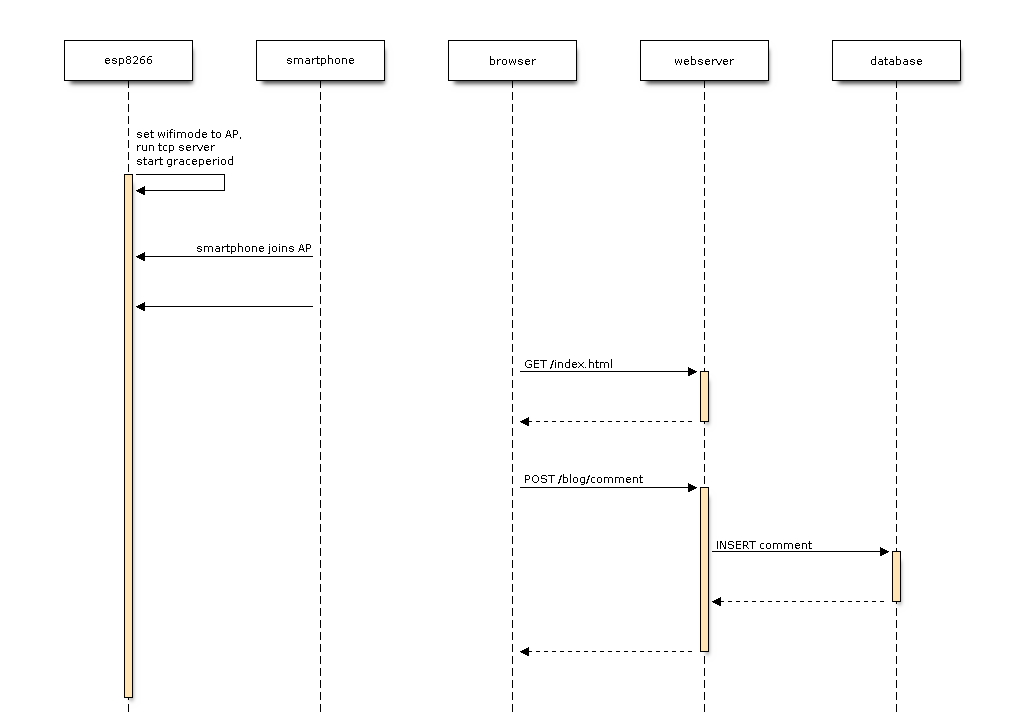 esp8266
smartphone
browser
webserver
database
set wifimode to AP,
run tcp server
start graceperiod
smartphone joins AP
GET /index.html
POST /blog/comment
INSERT comment